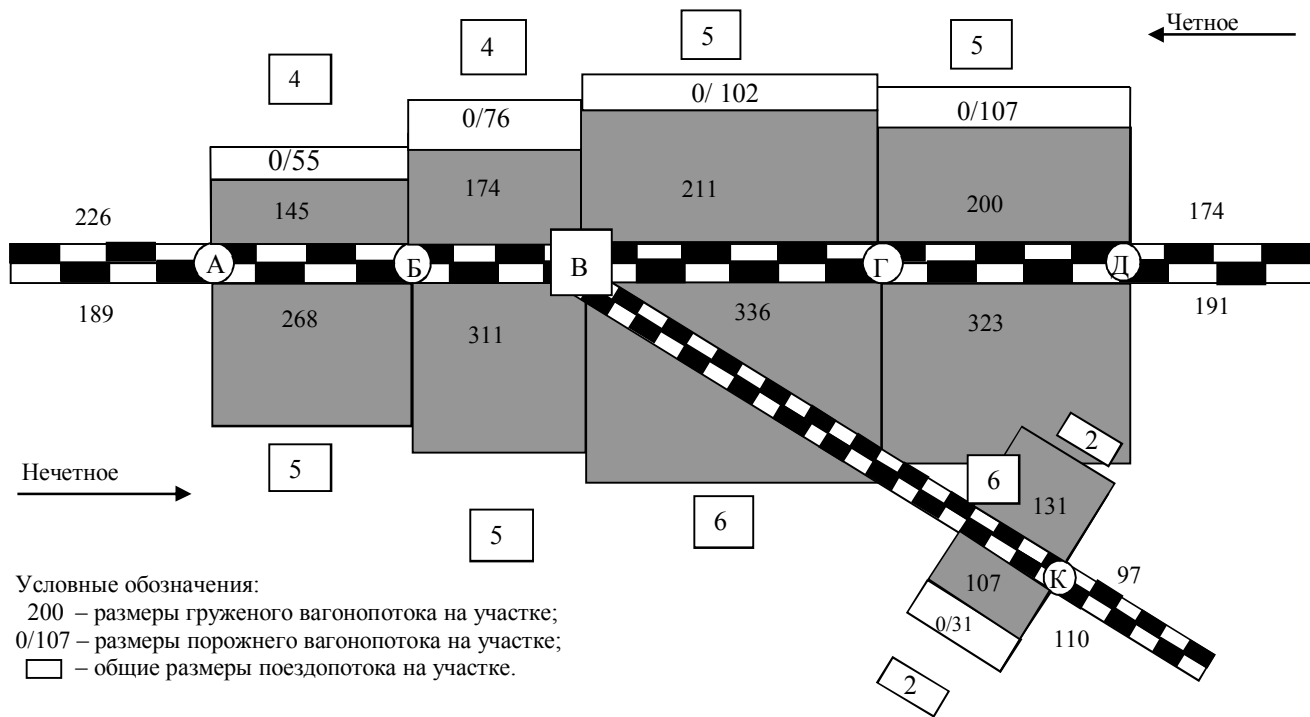 Четное
4
4
5
5
0/55
0/76
0/ 102
0/107
226
145
174
211
200
174
А
Б
В
Г
Д
189
268
311
336
323
191
Нечетное
5
5
6
6
2
131
107
К
97
0/31
110
2
Условные обозначения:
200 – размеры груженого вагонопотока на участке;
0/107 – размеры порожнего вагонопотока на участке;
– общие размеры поездопотока на участке.